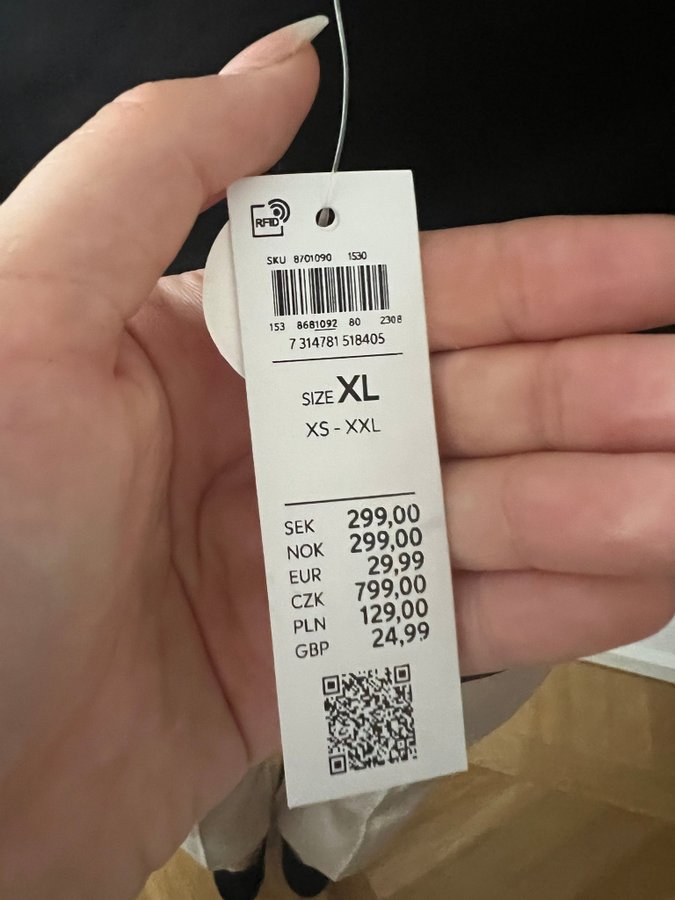 RFID
SKU 8701090 1530
153 8681092 80 2308
7 314781 518405
SIZE XL
XS - XXL
SEK 299,00
NOK 299,00
EUR 29,99
CZK 799,00
PLN 129,00
GBP 24,99